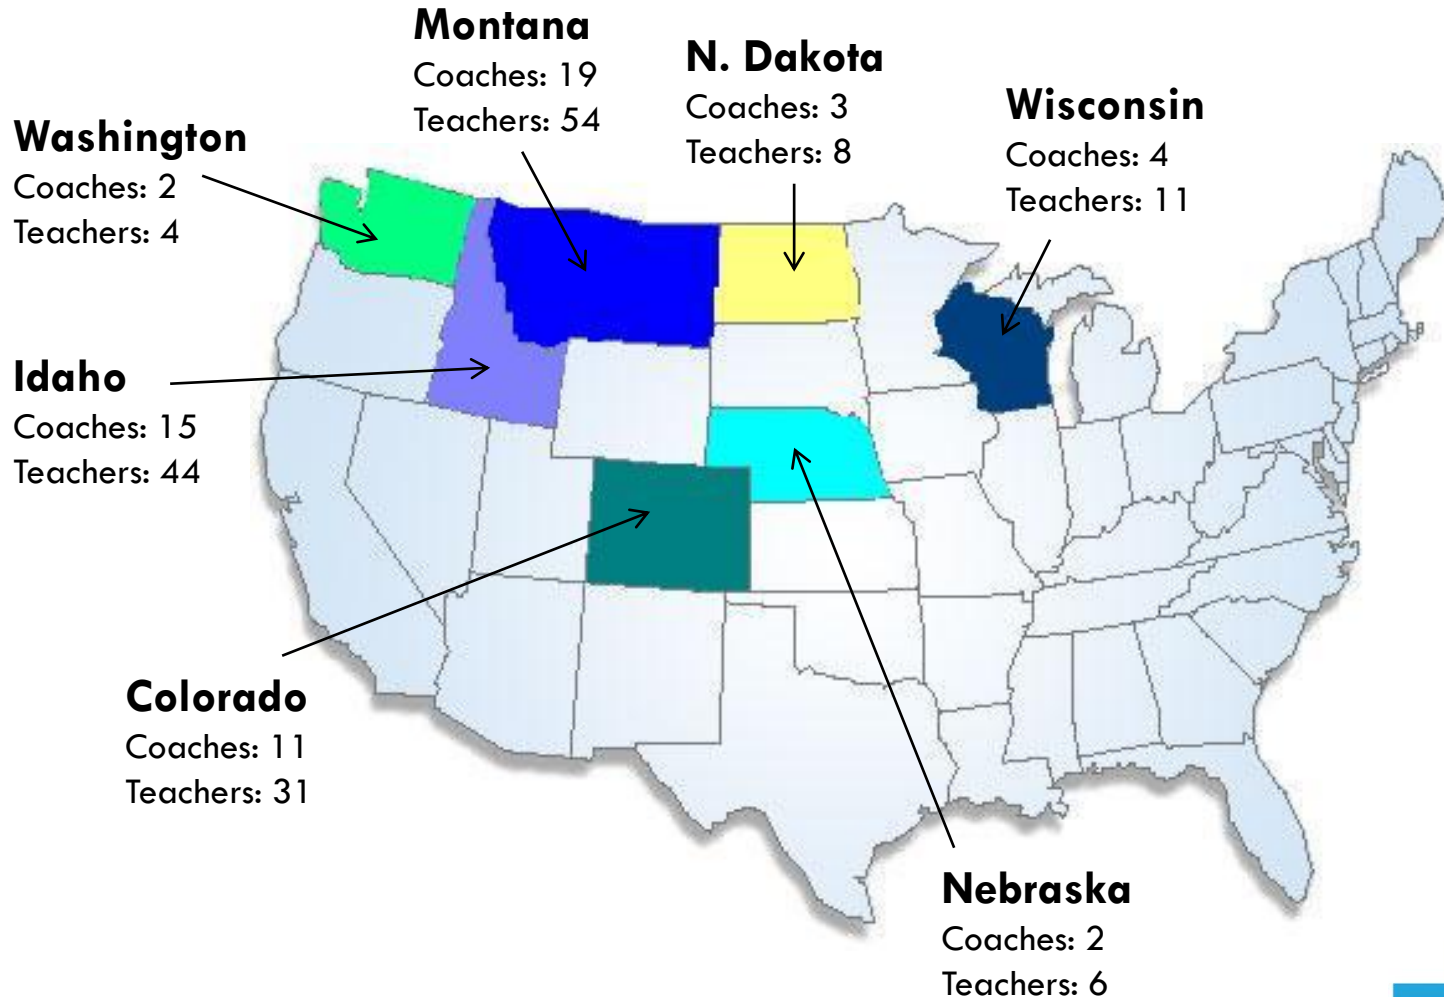 Montana
Coaches: 19
Teachers: 54
N. Dakota
Coaches: 3
Teachers: 8
Wisconsin
Coaches: 4
Teachers: 11
Washington
Coaches: 2
Teachers: 4
Idaho
Coaches: 15
Teachers: 44
Colorado
Coaches: 11
Teachers: 31
Nebraska
Coaches: 2
Teachers: 6